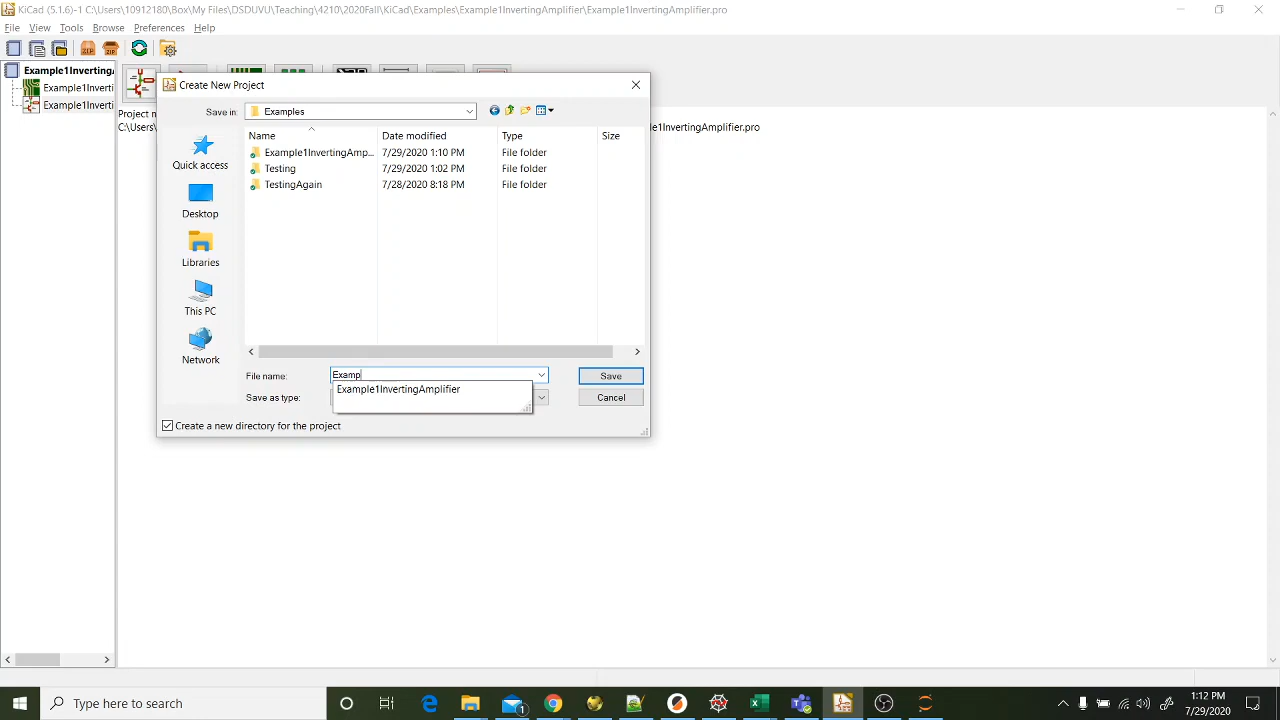 KiCad (5.1.6)-1 C:\Users\10912180\Box\My Files\DSDUVU\Teaching\4210\2020Fall\KiCad\Examples\Example1InvertingAmplifier\Example1InvertingAmplifier.pro
File View Tools Browse Preferences Help
Example1Inverting
Example1Inverti
Example1Inverti
Project n
C:\Users\
le1InvertingAmplifier.pro
Create New Project
Save in: Examples
Name Date modified Type Size
Example1InvertingAmp... 7/29/2020 1:10 PM File folder
Testing 7/29/2020 1:02 PM File folder
TestingAgain 7/28/2020 8:18 PM File folder
Quick access
Desktop
Libraries
This PC
Network
File name: Examp Save
Example1InvertingAmplifier
Save as type: Cancel
Create a new directory for the project
Type here to search
1
1:12 PM
7/29/2020